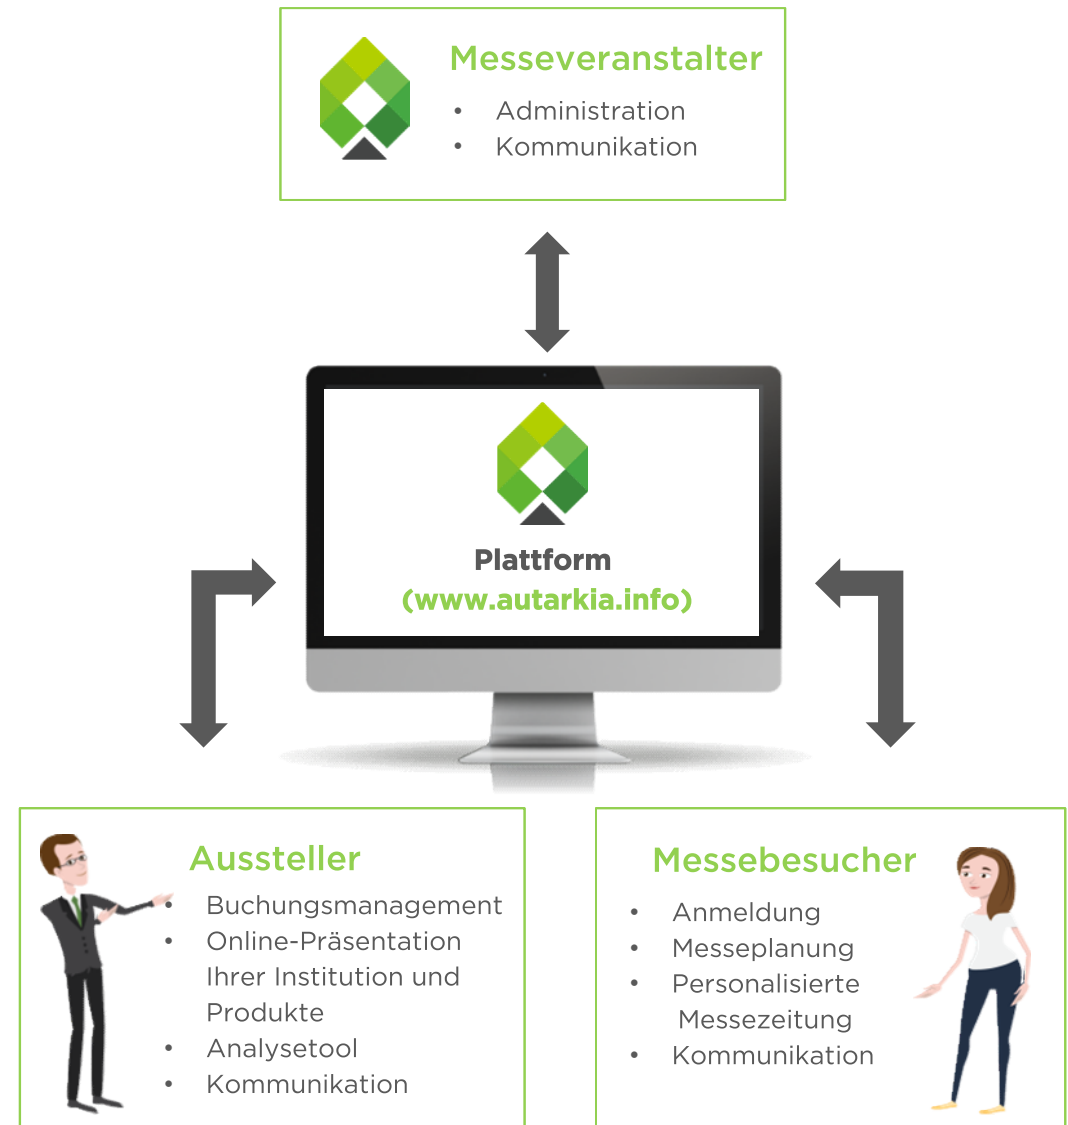 Messeveranstalter
• Administration
• Kommunikation
Plattform
(www.autarkia.info)
Aussteller
• Buchungsmanagement
• Online-Präsentation
Ihrer Institution und
Produkte
• Analysetool
• Kommunikation
Messebesucher
• Anmeldung
• Messeplanung
• Personalisierte
Messezeitung
• Kommunikation